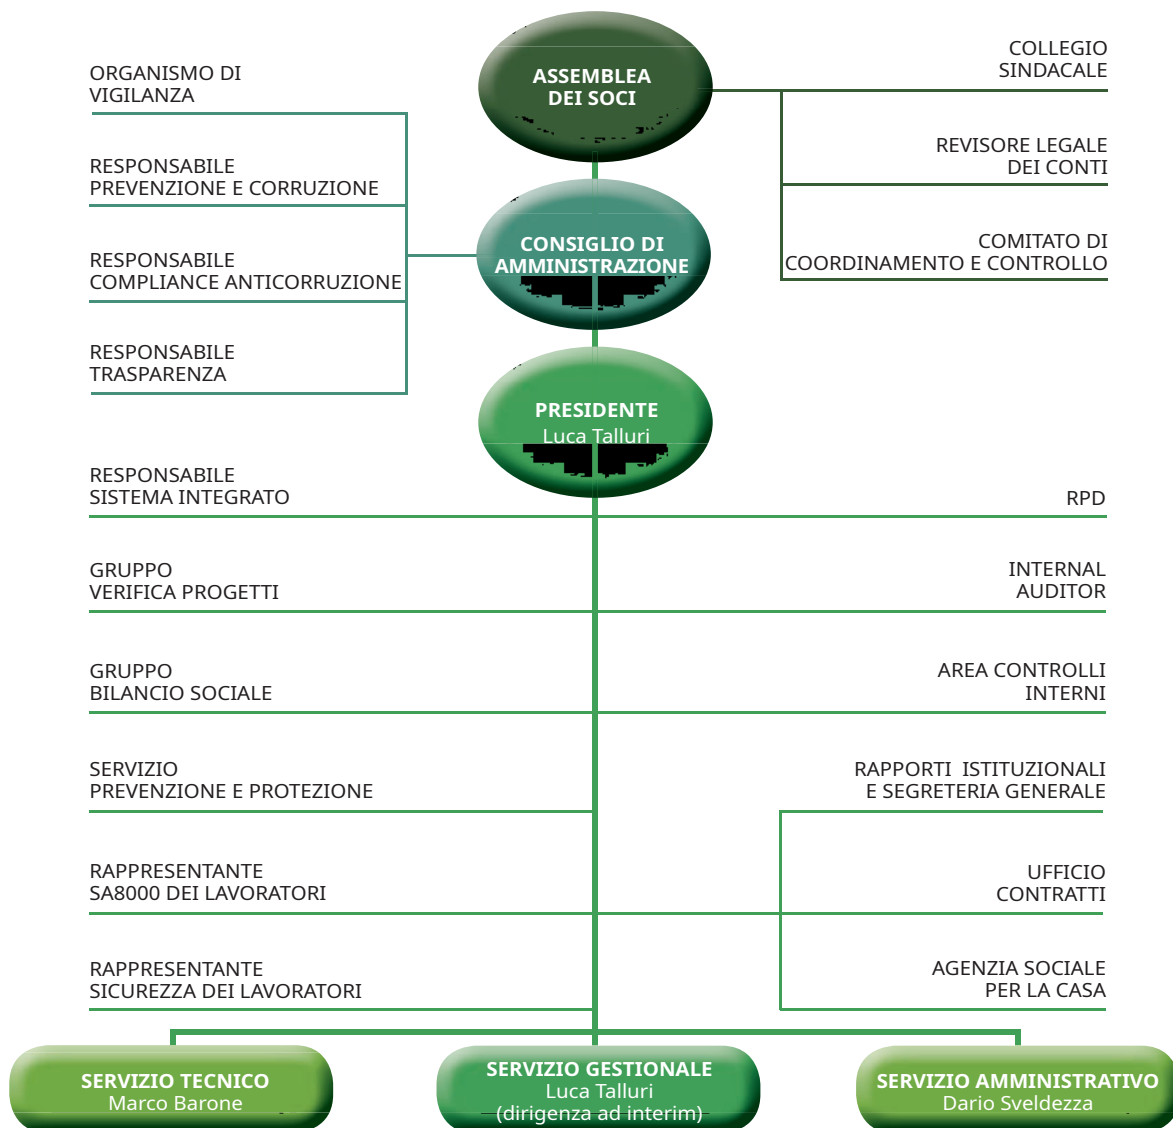 ASSEMBLEA
DEI SOCI
COLLEGIO
SINDACALE
ORGANISMO DI
VIGILANZA
REVISORE LEGALE
DEI CONTI
RESPONSABILE
PREVENZIONE E CORRUZIONE
CONSIGLIO DI
AMMINISTRAZIONE
COMITATO DI
COORDINAMENTO E CONTROLLO
RESPONSABILE
COMPLIANCE ANTICORRUZIONE
RESPONSABILE
TRASPARENZA
PRESIDENTE
Luca Talluri
RESPONSABILE
SISTEMA INTEGRATO
RPD
GRUPPO
VERIFICA PROGETTI
INTERNAL
AUDITOR
GRUPPO
BILANCIO SOCIALE
AREA CONTROLLI
INTERNI
SERVIZIO
PREVENZIONE E PROTEZIONE
RAPPORTI  ISTITUZIONALI
E SEGRETERIA GENERALE
RAPPRESENTANTE
SA8000 DEI LAVORATORI
UFFICIO
CONTRATTI
RAPPRESENTANTE
SICUREZZA DEI LAVORATORI
AGENZIA SOCIALE
PER LA CASA
SERVIZIO TECNICO
Marco Barone
SERVIZIO GESTIONALE
Luca Talluri
(dirigenza ad interim)
SERVIZIO AMMINISTRATIVO
Dario Sveldezza